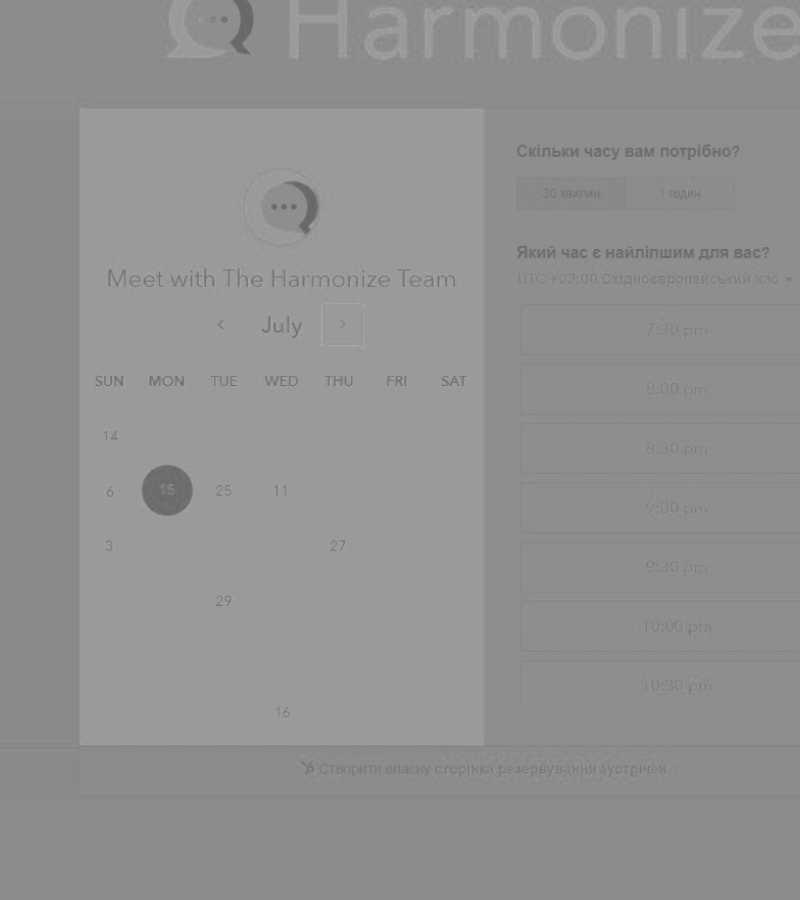 Harmonize
Meet with The Harmonize Team
July
SUN MON TUE WED THU FRI SAT
14
6 15 25 11
3 27
29
16
Скільки часу вам потрібно?
30 хвилин. 1 годин
Який час є найліпшим для вас?
UTC +03:00 Східноєвропейський час
7:30 pm
8:00 pm
8:30 pm
9:00 pm
9:30 pm
10:00 pm
10:30 pm
Створити власну сторінка резервування зустрічей